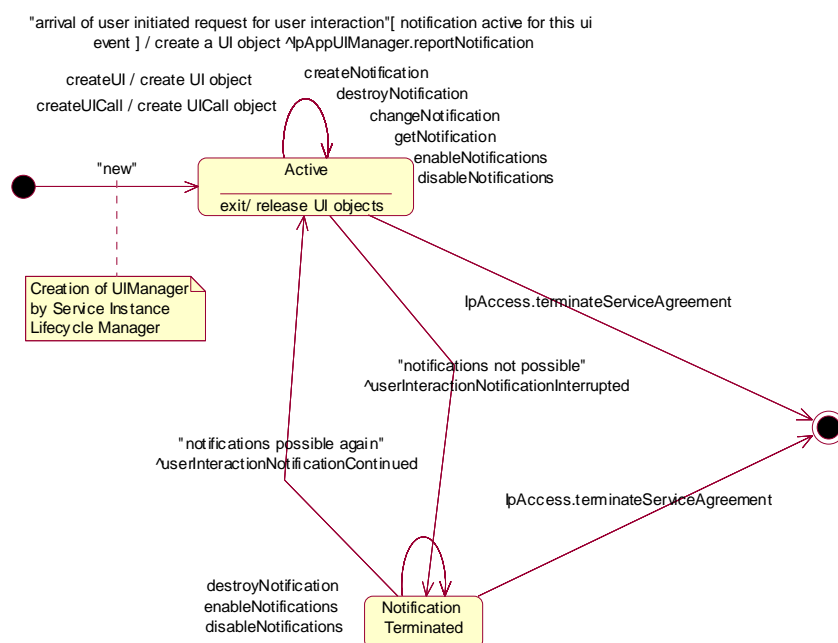 "arrival of user initiated request for user interaction"[ notification active for this ui
event ] / create a UI object ^IpAppUIManager.reportNotification
createUI / create UI object
createUICall / create UICall object
createNotification
destroyNotification
changeNotification
getNotification
enableNotifications
disableNotifications
"new"
Active
exit/ release UI objects
Creation of UIManager
by Service Instance
Lifecycle Manager
IpAccess.terminateServiceAgreement
"notifications not possible"
^userInteractionNotificationInterrupted
"notifications possible again"
^userInteractionNotificationContinued
IpAccess.terminateServiceAgreement
destroyNotification
enableNotifications
disableNotifications
Notification
Terminated